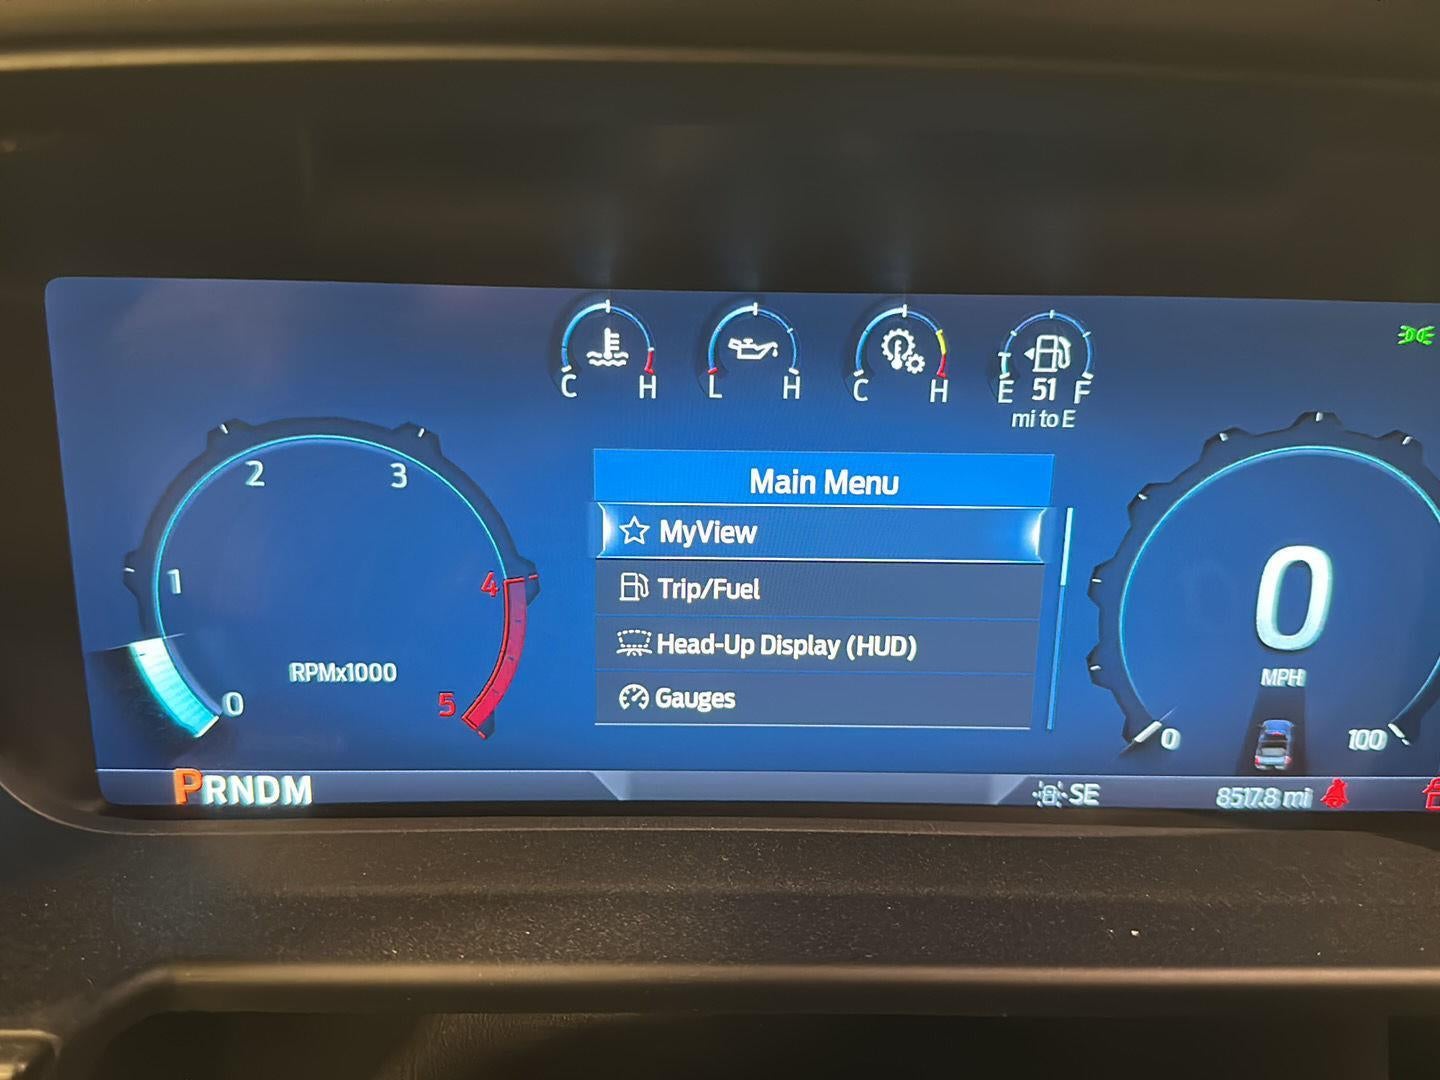 C H
L H
C H
E 51 F
mi to E
Main Menu
MyView
Trip/Fuel
Head-Up Display (HUD)
Gauges
0
1
2
3
4
5
RPMx1000
0
MPH
0
100
PRNDM
SE
8517.8 mi